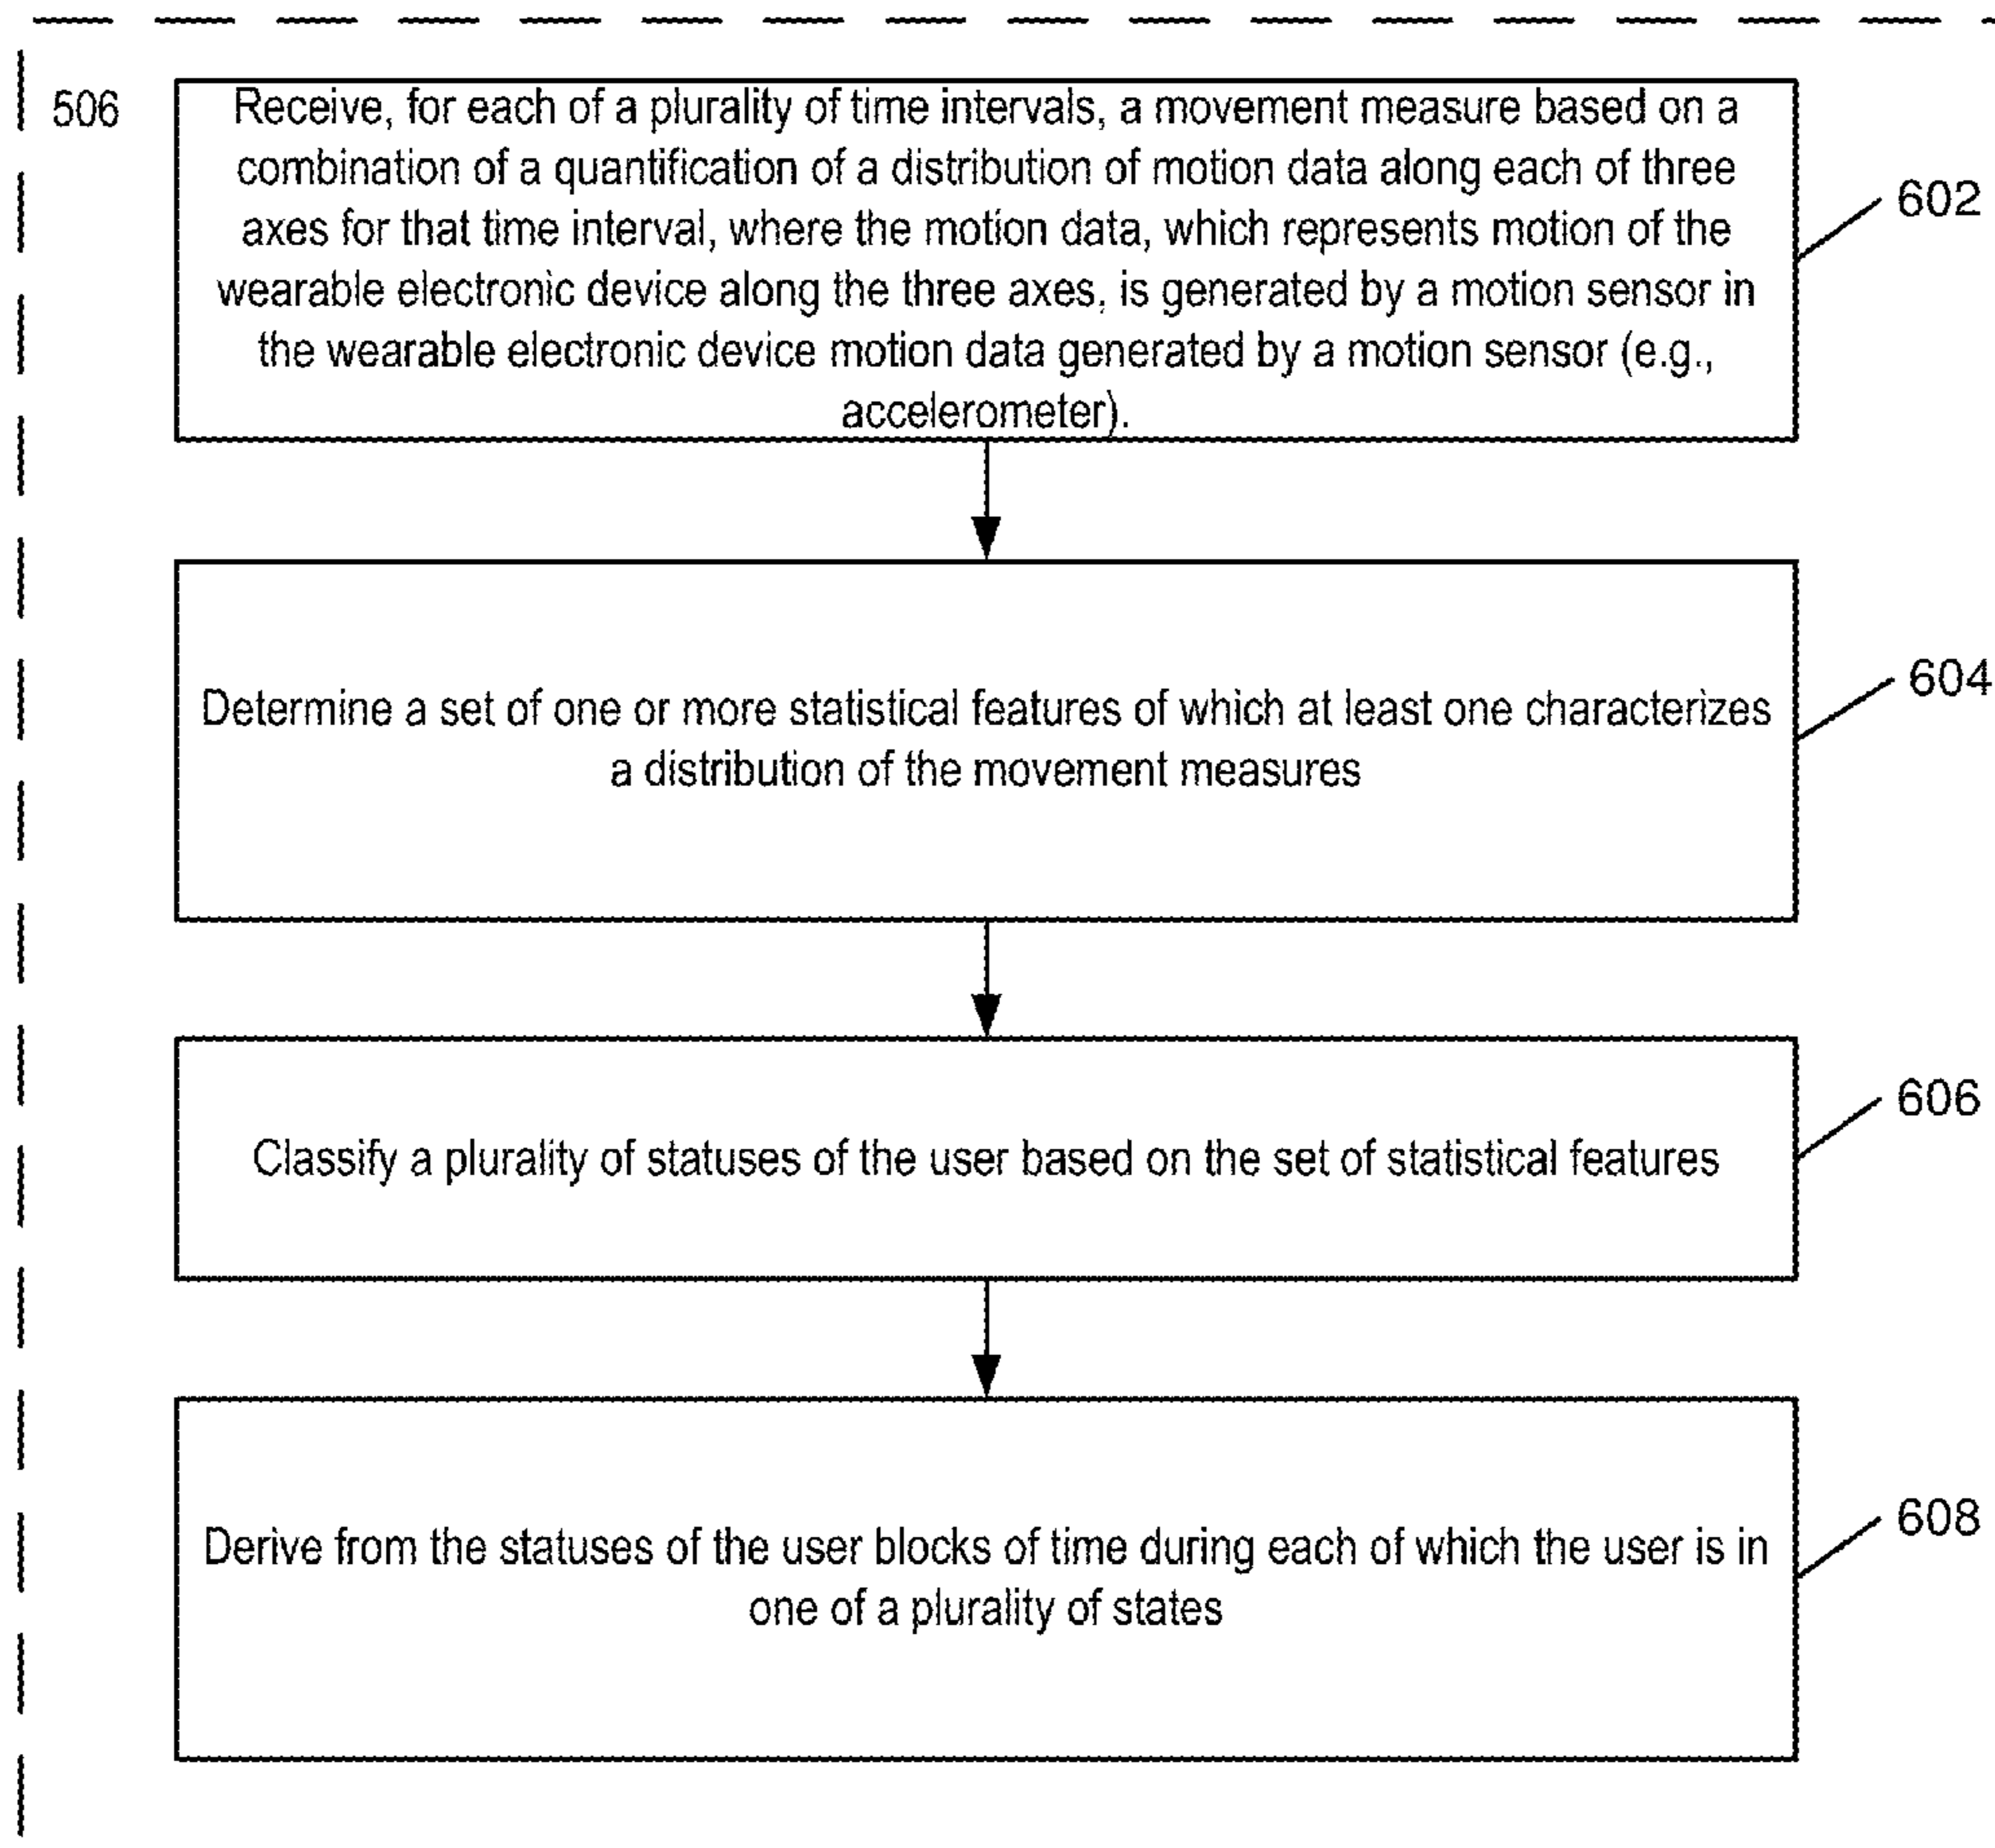 506
Receive, for each of a plurality of time intervals, a movement measure based on a
combination of a quantification of a distribution of motion data along each of three
axes for that time interval, where the motion data, which represents motion of the
wearable electronic device along the three axes, is generated by a motion sensor in
the wearable electronic device motion data generated by a motion sensor (e.g.,
accelerometer).
602
Determine a set of one or more statistical features of which at least one characterizes
a distribution of the movement measures
604
Classify a plurality of statuses of the user based on the set of statistical features
606
Derive from the statuses of the user blocks of time during each of which the user is in
one of a plurality of states
608